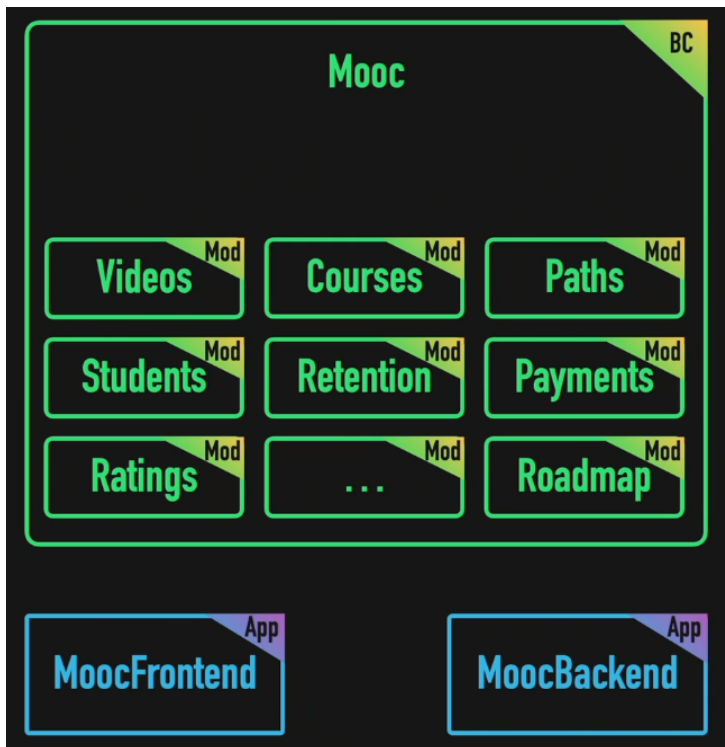 BC
Mooc
Mod Mod Mod
Videos Courses Paths
Mod Mod Mod
Students Retention Payments
Mod Mod Mod
Ratings ... Roadmap
App App
MoocFrontend MoocBackend